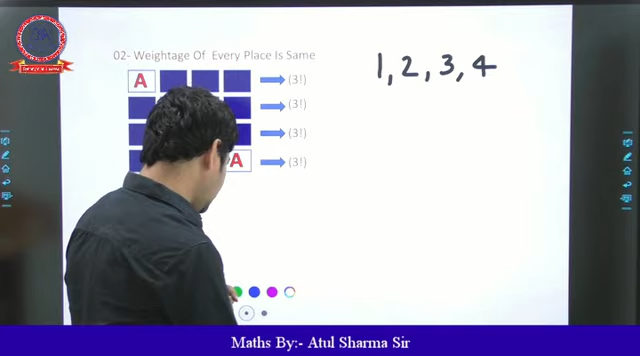 02- Weightage Of Every Place Is Same
1, 2, 3, 4
A (3!)
(3!)
(3!)
A (3!)
Maths By:- Atul Sharma Sir